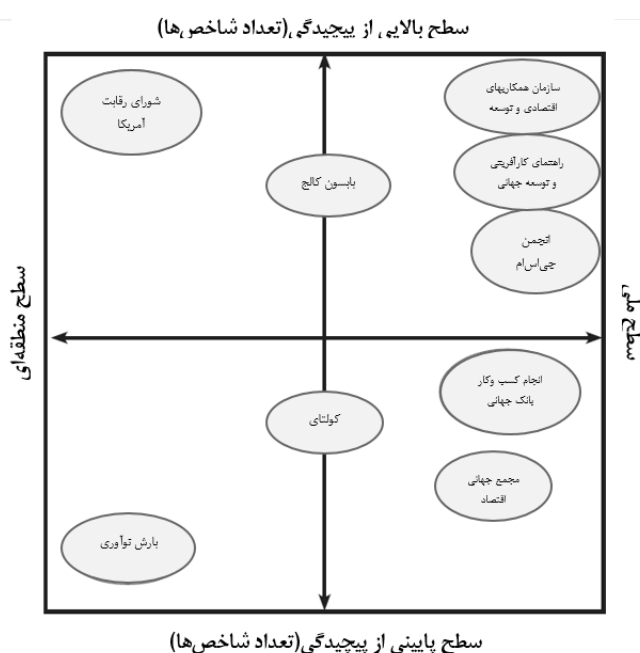 سطح بالایی از پیچیدگی(تعداد شاخص‌ها)
سازمان همکاریهای
اقتصادی و توسعه
شورای رقابت
آمریکا
راهنمای کارآفرینی
و توسعه جهانی
بابسون کالج
انجمن
جی‌اس‌ام
سطح ملی
سطح منطقه‌ای
انجام کسب وکار
بانک جهانی
کولتای
مجمع جهانی
اقتصاد
بارش نوآوری
سطح پایینی از پیچیدگی(تعداد شاخص‌ها)